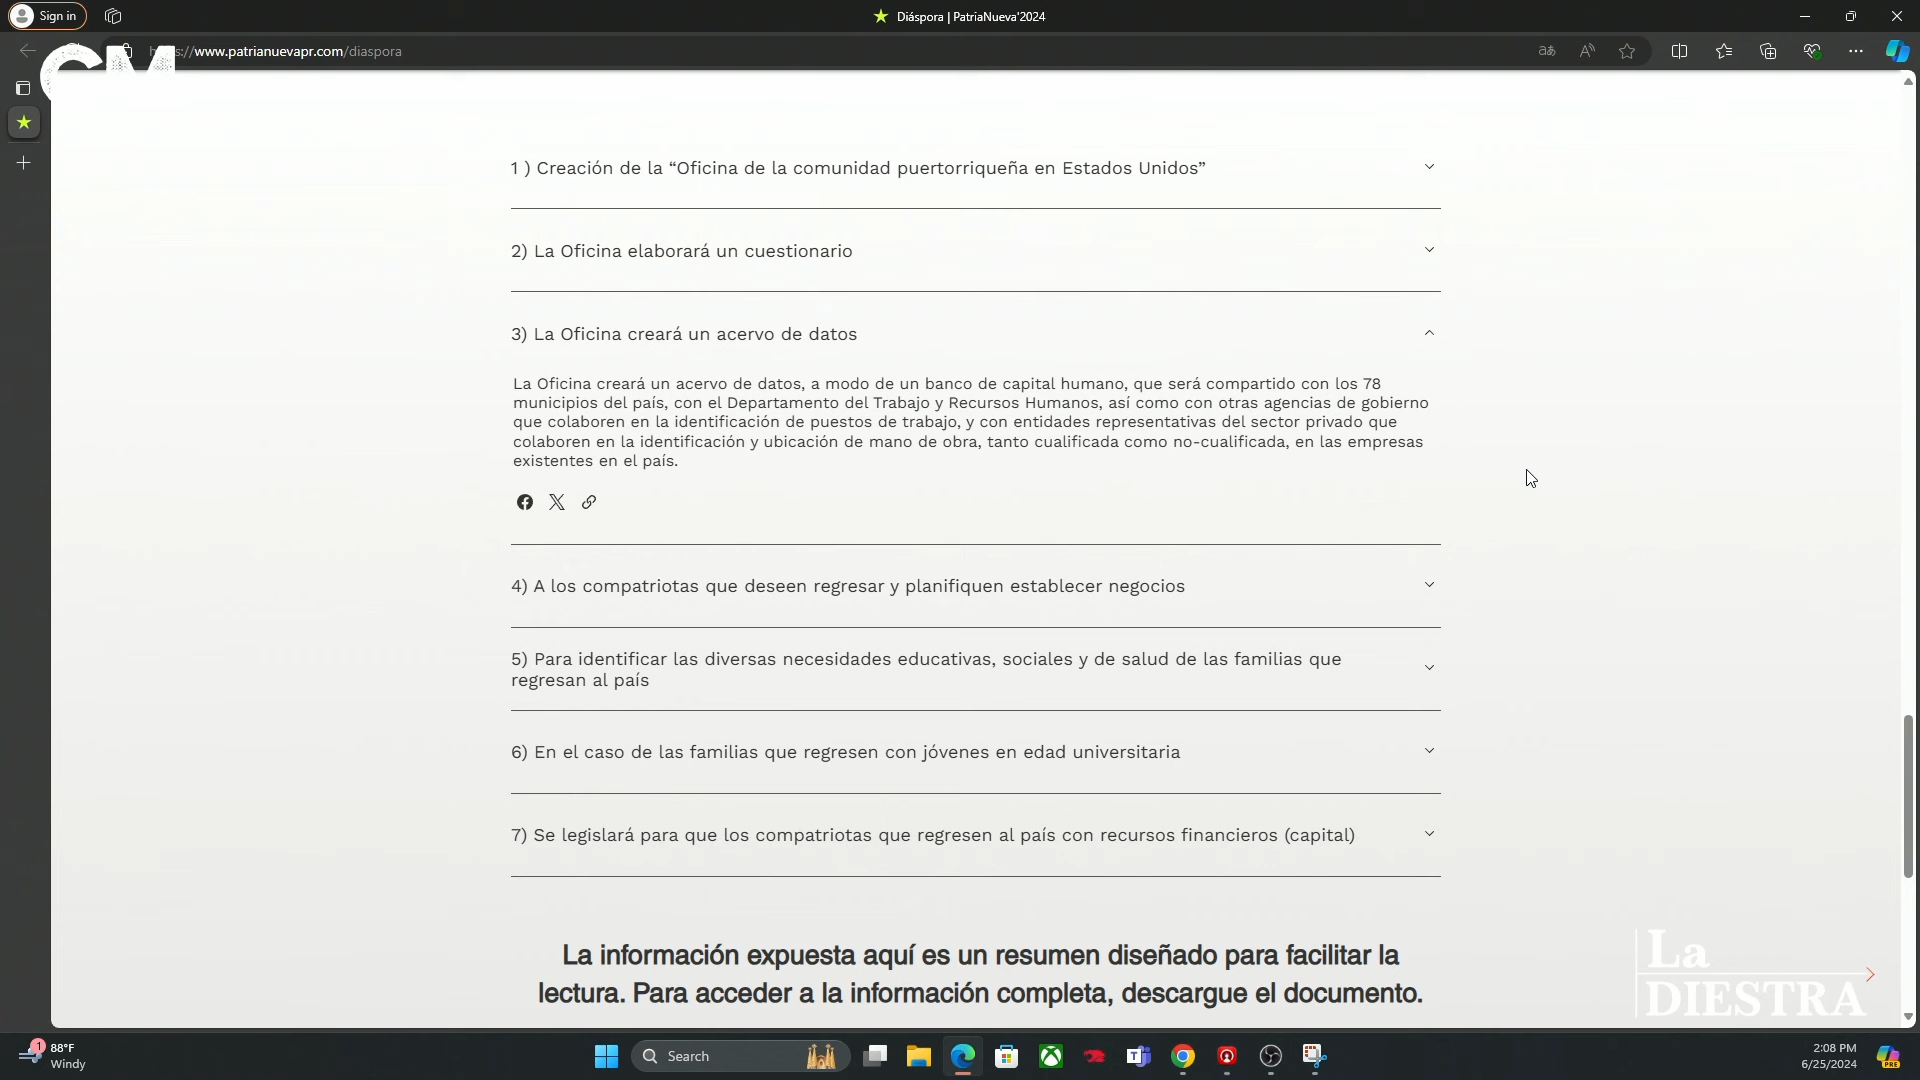 Sign in
Diáspora | PatriaNueva'2024
CM
://www.patrianuevapr.com/diaspora
1 ) Creación de la “Oficina de la comunidad puertorriqueña en Estados Unidos”
2) La Oficina elaborará un cuestionario
3) La Oficina creará un acervo de datos
La Oficina creará un acervo de datos, a modo de un banco de capital humano, que será compartido con los 78
municipios del país, con el Departamento del Trabajo y Recursos Humanos, así como con otras agencias de gobierno
que colaboren en la identificación de puestos de trabajo, y con entidades representativas del sector privado que
colaboren en la identificación y ubicación de mano de obra, tanto cualificada como no-cualificada, en las empresas
existentes en el país.
4) A los compatriotas que deseen regresar y planifiquen establecer negocios
5) Para identificar las diversas necesidades educativas, sociales y de salud de las familias que
regresan al país
6) En el caso de las familias que regresen con jóvenes en edad universitaria
7) Se legislará para que los compatriotas que regresen al país con recursos financieros (capital)
La información expuesta aquí es un resumen diseñado para facilitar la
lectura. Para acceder a la información completa, descargue el documento.
La
DIESTRA
1
88°F
Windy
Search
2:08 PM
6/25/2024
PRE